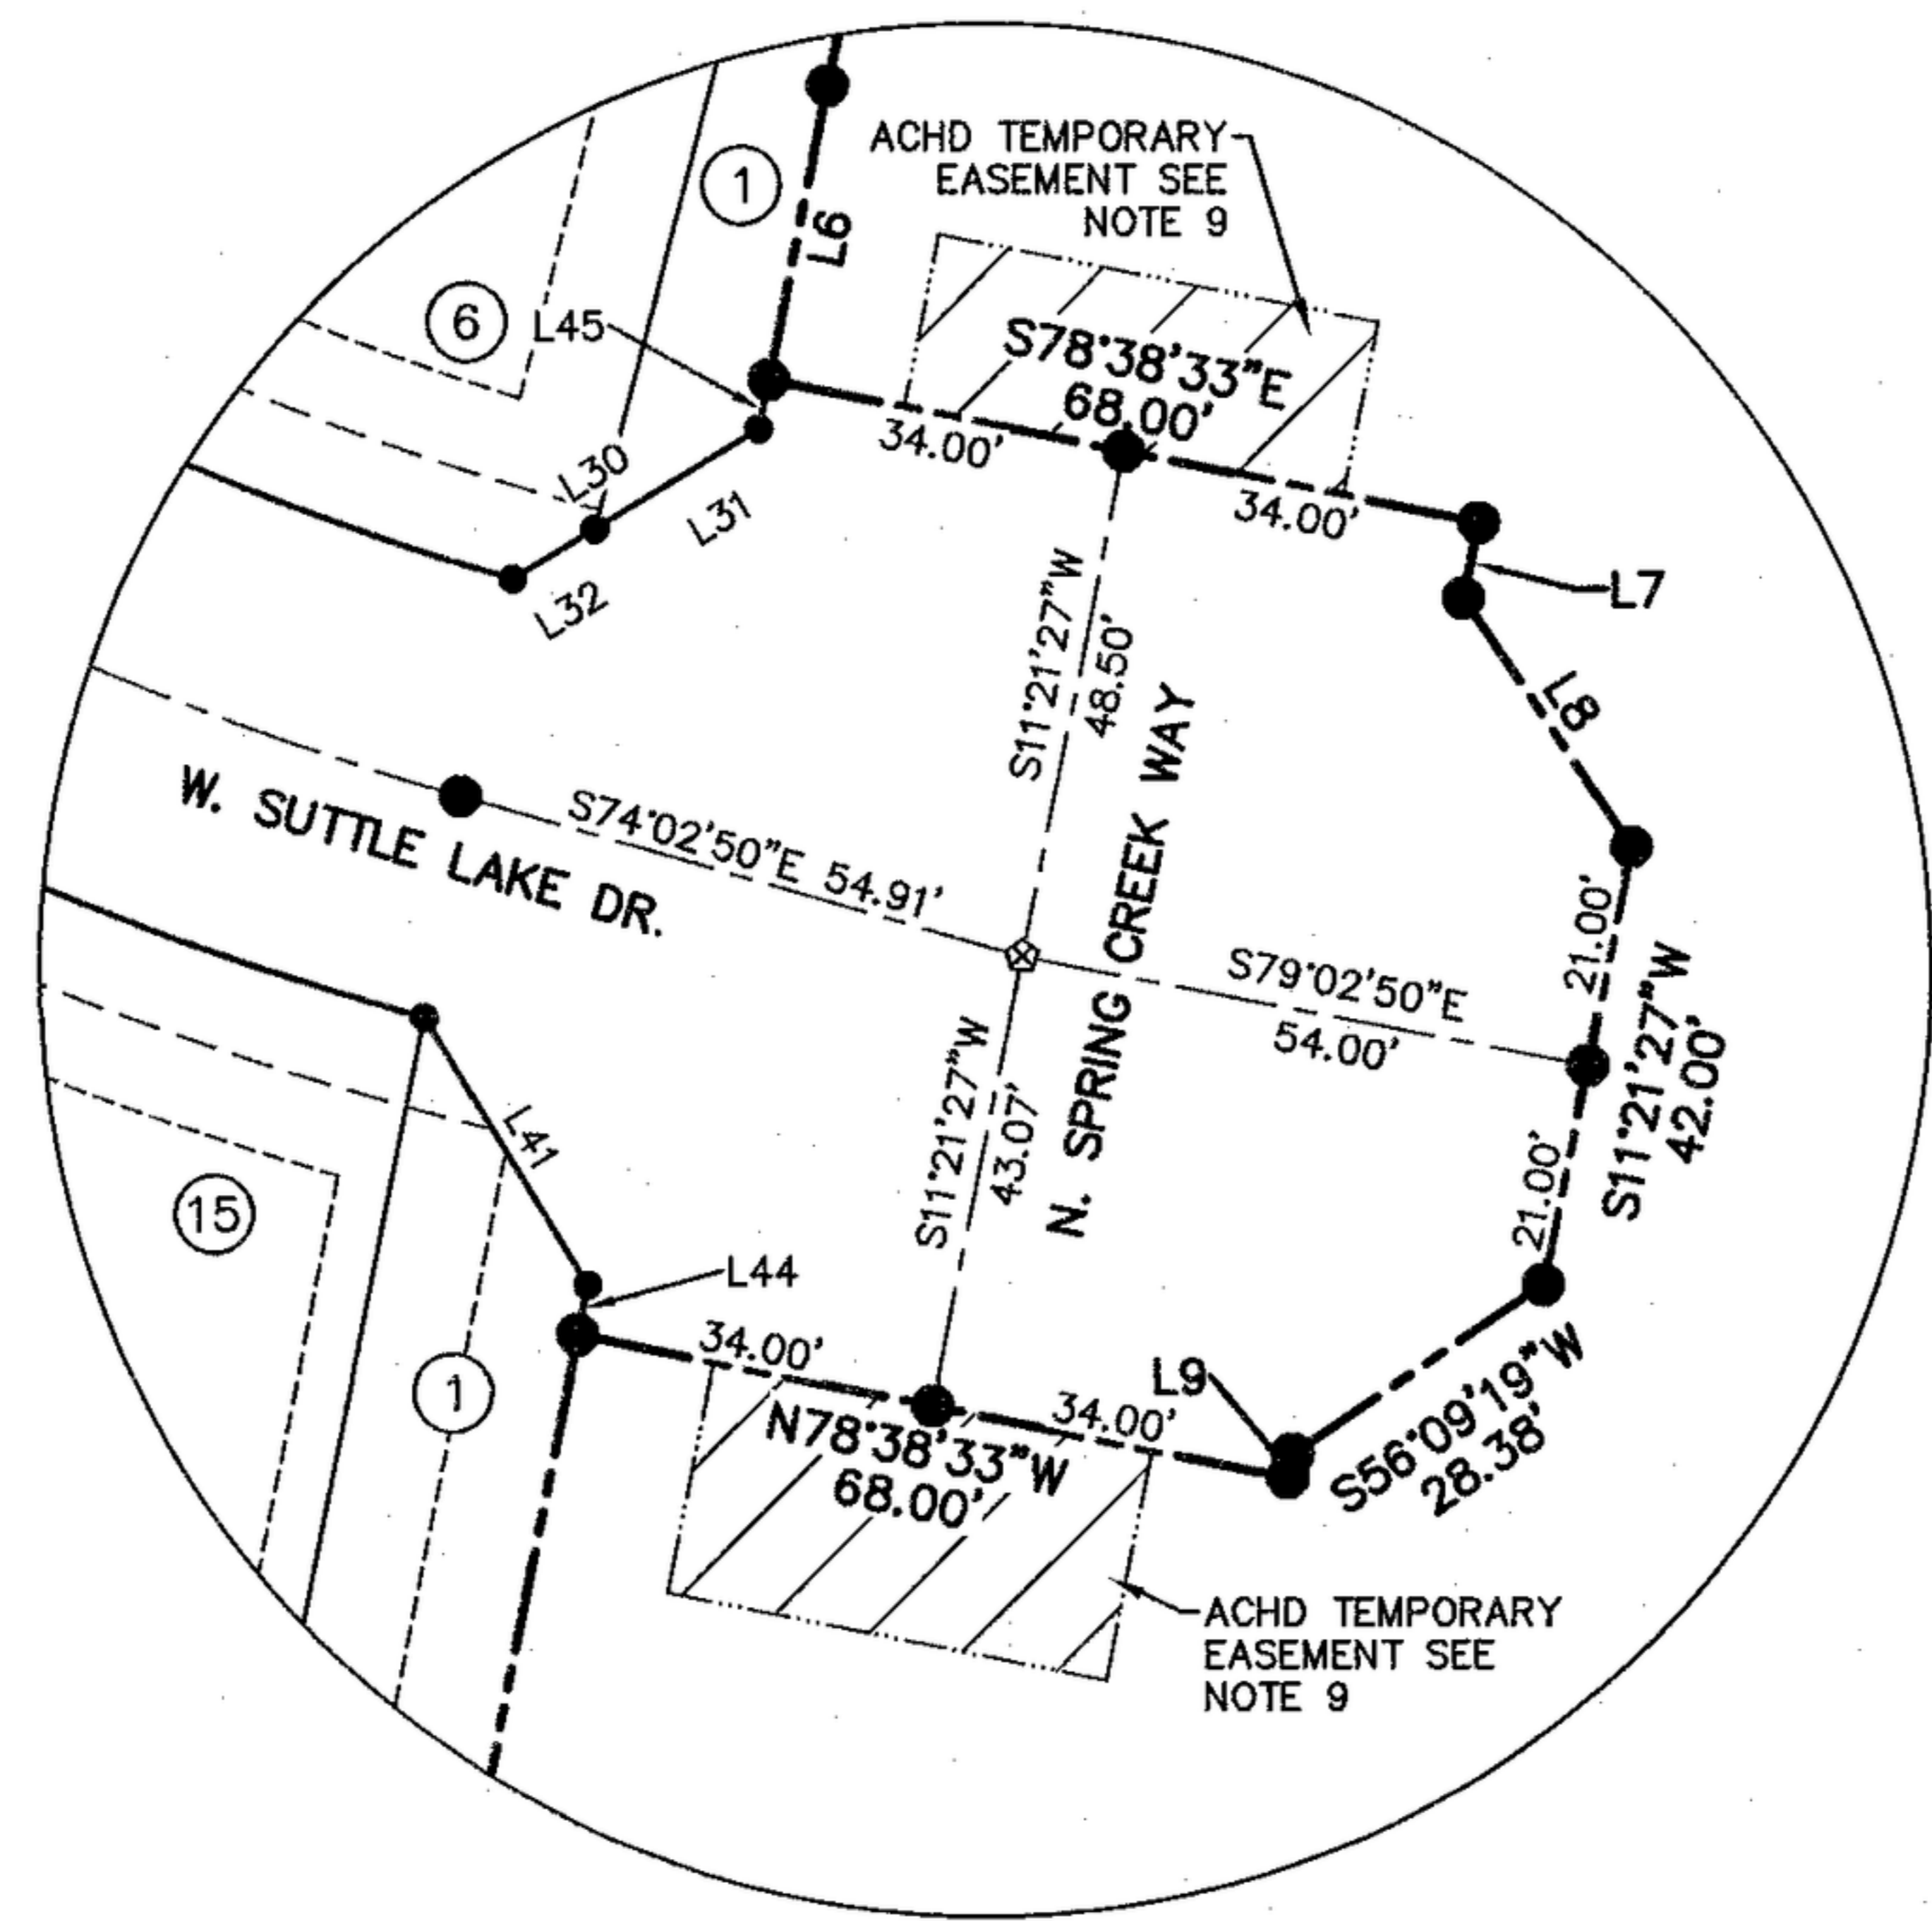 ACHD TEMPORARY
EASEMENT SEE
NOTE 9
1
L6
6
L45
S78°38'33"E
68.00'
34.00'
34.00'
L30
L31
L32
L7
L8
S11°21'27"W
48.50'
N. SPRING CREEK WAY
W. SUTTLE LAKE DR.
S74°02'50"E 54.91'
S79°02'50"E
54.00'
21.00'
S11°21'27"W
42.00'
21.00'
S11°21'27"W
43.07'
L41
15
L44
1
34.00'
N78°38'33"W
68.00'
34.00'
L9
S56°09'19"W
28.38'
ACHD TEMPORARY
EASEMENT SEE
NOTE 9